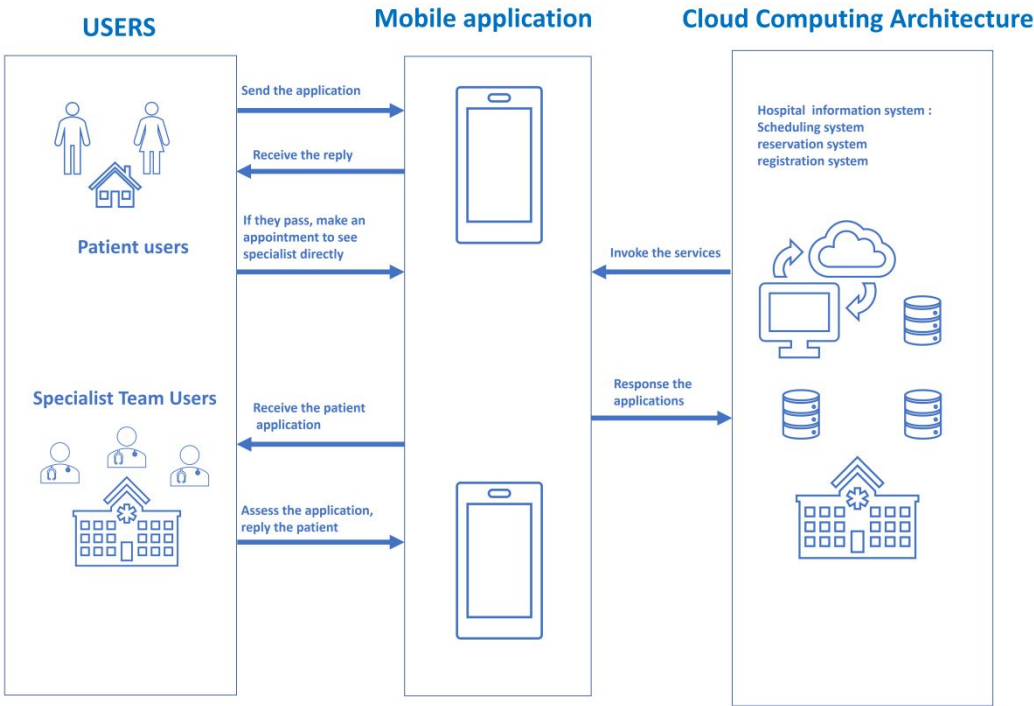 USERS
Mobile application
Cloud Computing Architecture
Send the application
Receive the reply
If they pass, make an
appointment to see
specialist directly
Patient users
Specialist Team Users
Receive the patient
application
Assess the application,
reply the patient
Invoke the services
Response the
applications
Hospital information system :
Scheduling system
reservation system
registration system